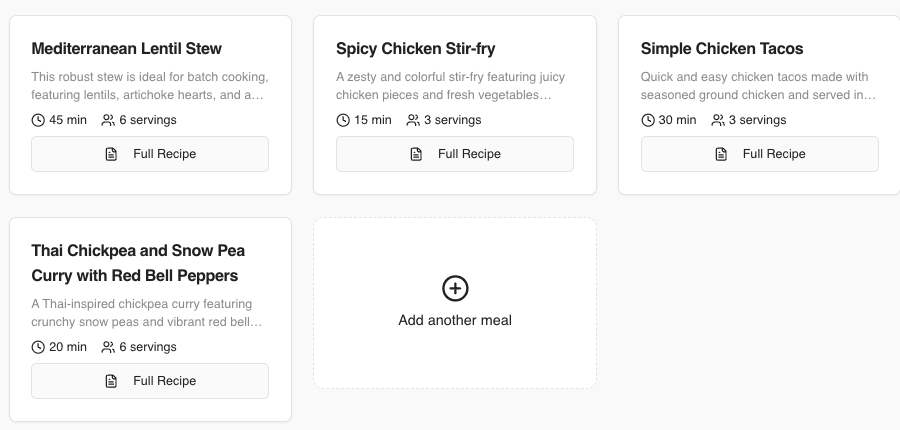 Mediterranean Lentil Stew
This robust stew is ideal for batch cooking,
featuring lentils, artichoke hearts, and a…
45 min 6 servings
Full Recipe
Spicy Chicken Stir-fry
A zesty and colorful stir-fry featuring juicy
chicken pieces and fresh vegetables…
15 min 3 servings
Full Recipe
Simple Chicken Tacos
Quick and easy chicken tacos made with
seasoned ground chicken and served in…
30 min 3 servings
Full Recipe
Thai Chickpea and Snow Pea
Curry with Red Bell Peppers
A Thai-inspired chickpea curry featuring
crunchy snow peas and vibrant red bell…
20 min 6 servings
Full Recipe
Add another meal